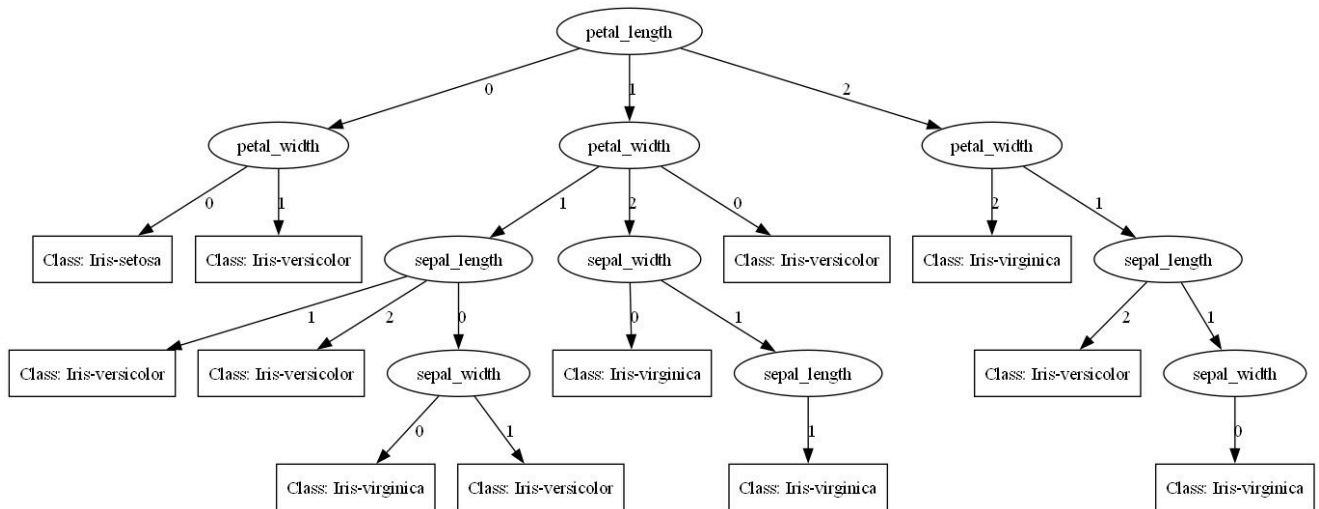 petal_length
0
1
2
petal_width
petal_width
petal_width
0
1
1
2
0
2
1
Class: Iris-setosa
Class: Iris-versicolor
sepal_length
sepal_width
Class: Iris-versicolor
Class: Iris-virginica
sepal_length
1
2
0
0
1
2
1
Class: Iris-versicolor
Class: Iris-versicolor
sepal_width
Class: Iris-virginica
sepal_length
Class: Iris-versicolor
sepal_width
0
1
1
0
Class: Iris-virginica
Class: Iris-versicolor
Class: Iris-virginica
Class: Iris-virginica